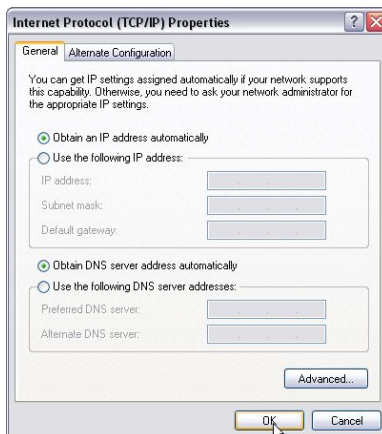 Internet Protocol (TCP/IP) Properties
General
Alternate Configuration
You can get IP settings assigned automatically if your network supports
this capability. Otherwise, you need to ask your network administrator for
the appropriate IP settings.
Obtain an IP address automatically
Use the following IP address:
IP address:
Subnet mask:
Default gateway:
Obtain DNS server address automatically
Use the following DNS server addresses:
Preferred DNS server:
Alternate DNS server:
Advanced...
OK
Cancel